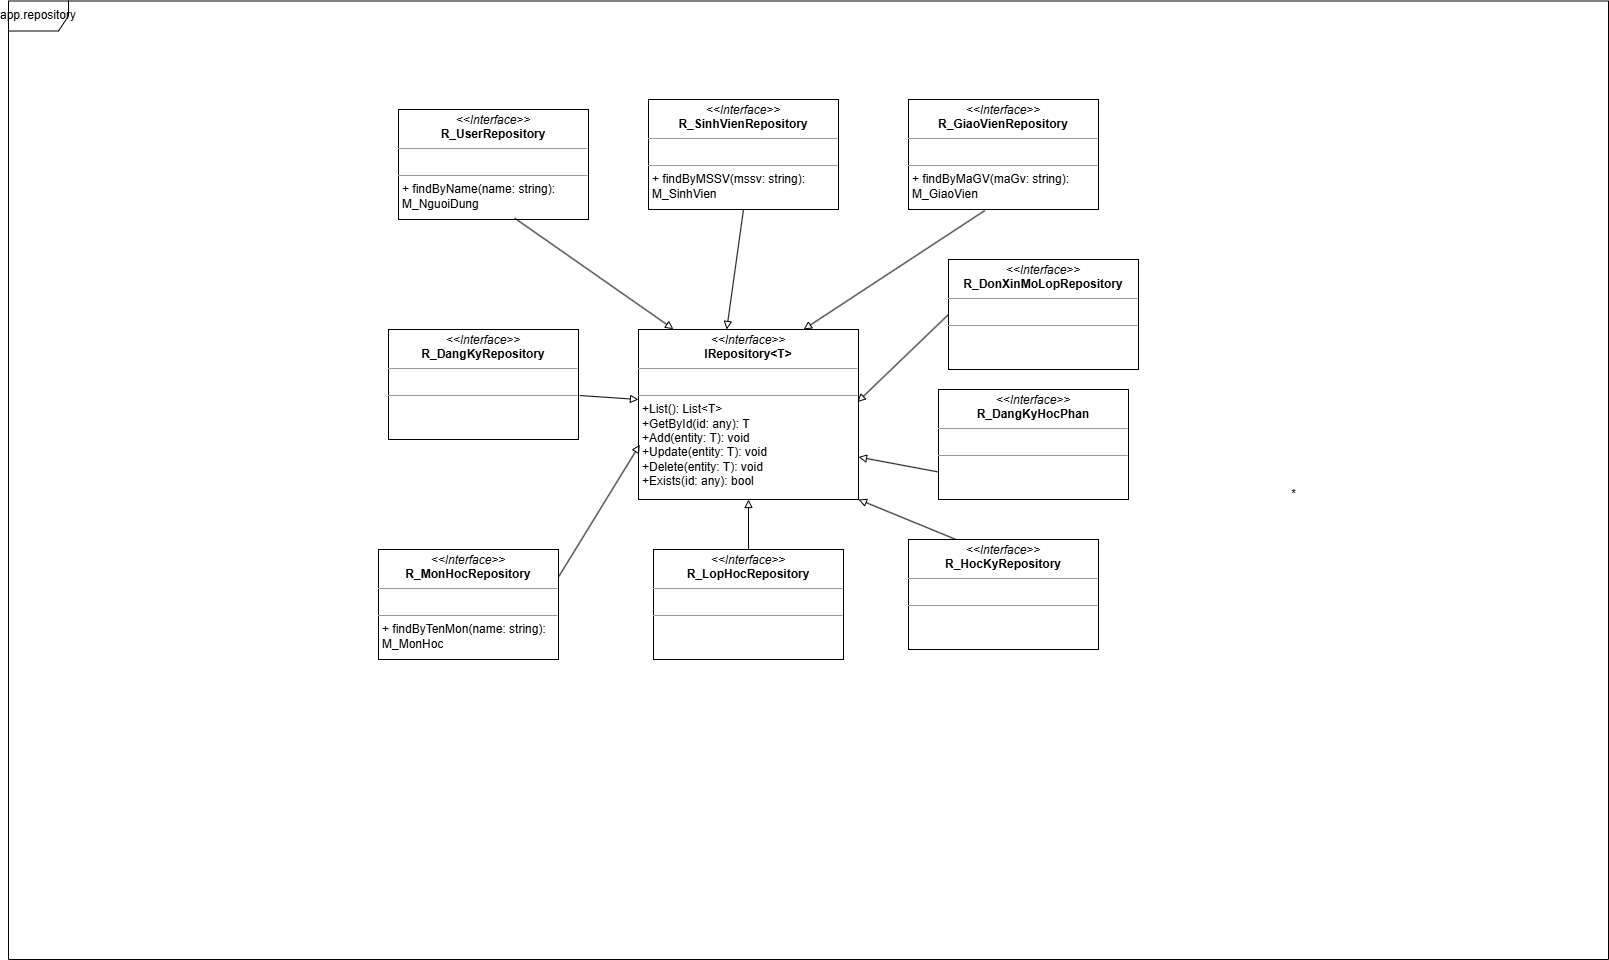 app.repository
<<Interface>>
R_UserRepository
+ findByName(name: string):
M_NguoiDung
<<Interface>>
R_SinhVienRepository
+ findByMSSV(mssv: string):
M_SinhVien
<<Interface>>
R_GiaoVienRepository
+ findByMaGV(maGv: string):
M_GiaoVien
<<Interface>>
R_DonXinMoLopRepository
<<Interface>>
R_DangKyRepository
<<Interface>>
IRepository<T>
+List(): List<T>
+GetById(id: any): T
+Add(entity: T): void
+Update(entity: T): void
+Delete(entity: T): void
+Exists(id: any): bool
<<Interface>>
R_DangKyHocPhan
*
<<Interface>>
R_MonHocRepository
+ findByTenMon(name: string):
M_MonHoc
<<Interface>>
R_LopHocRepository
<<Interface>>
R_HocKyRepository